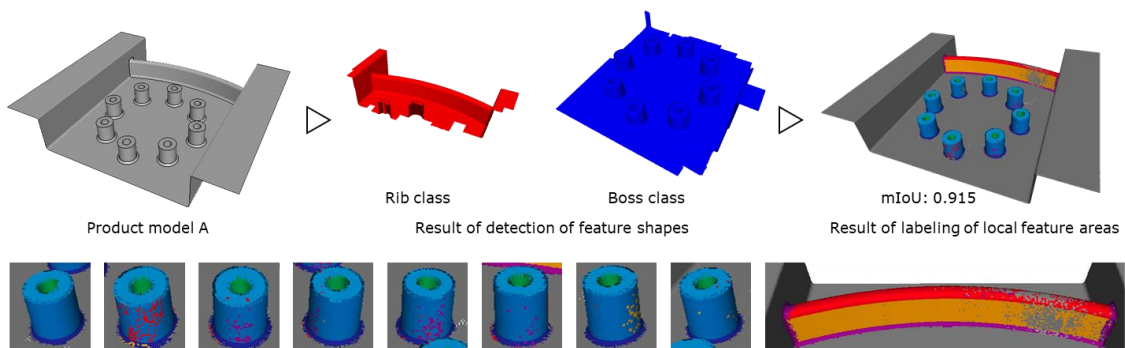 Rib class
Boss class
mIoU: 0.915
Product model A
Result of detection of feature shapes
Result of labeling of local feature areas